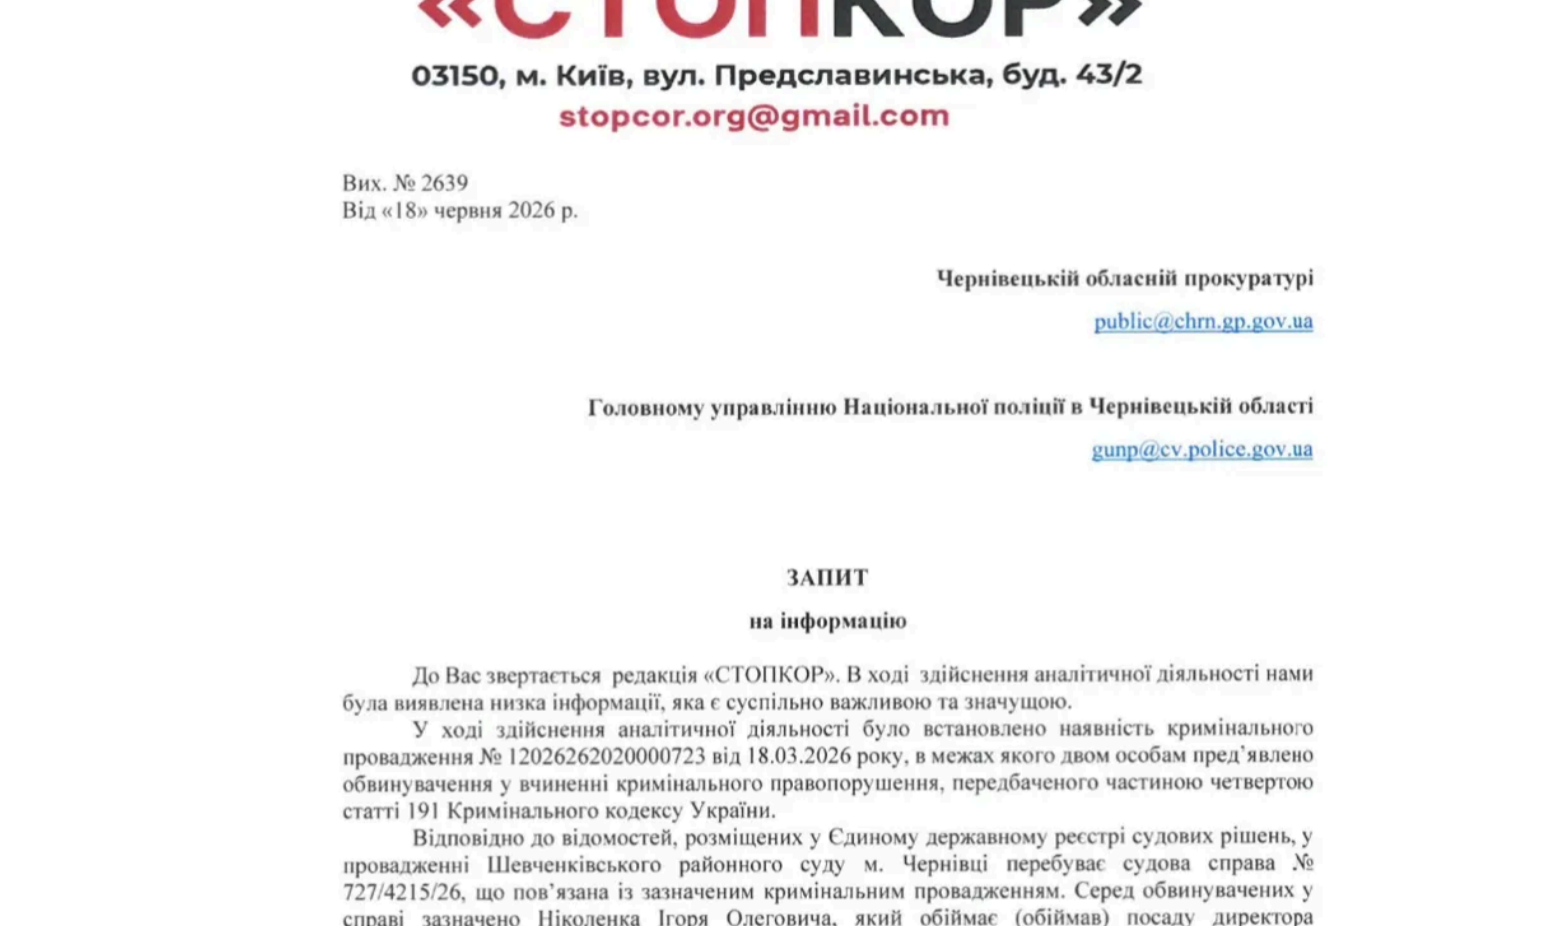 «СТОПКОР»
03150, м. Київ, вул. Предславинська, буд. 43/2
stopcor.org@gmail.com
Вих. № 2639
Від «18» червня 2026 р.
Чернівецькій обласній прокуратурі
public@chrn.gp.gov.ua
Головному управлінню Національної поліції в Чернівецькій області
gunp@cv.police.gov.ua
ЗАПИТ
на інформацію
До Вас звертається редакція «СТОПКОР». В ході здійснення аналітичної діяльності нами
була виявлена низка інформації, яка є суспільно важливою та значущою.
У ході здійснення аналітичної діяльності було встановлено наявність кримінального
провадження № 12026262020000723 від 18.03.2026 року, в межах якого двом особам пред’явлено
обвинувачення у вчиненні кримінального правопорушення, передбаченого частиною четвертою
статті 191 Кримінального кодексу України.
Відповідно до відомостей, розміщених у Єдиному державному реєстрі судових рішень, у
провадженні Шевченківського районного суду м. Чернівці перебуває судова справа №
727/4215/26, що пов’язана із зазначеним кримінальним провадженням. Серед обвинувачених у
справі зазначено Ніколенка Ігоря Олеговича, який обіймає (обіймав) посаду директора